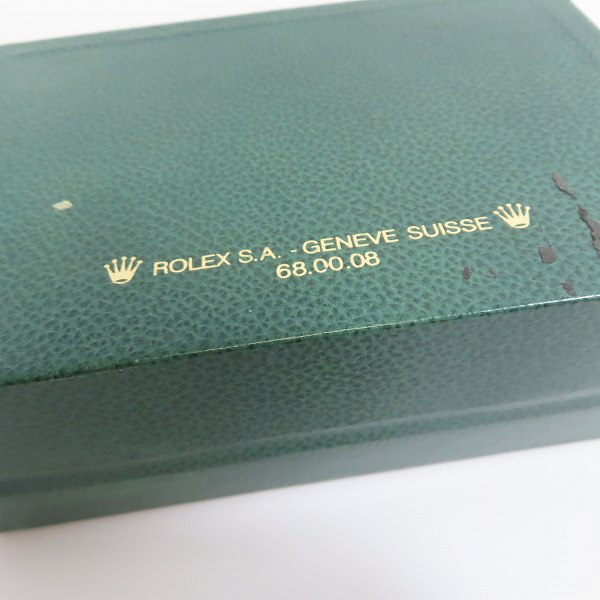 ROLEX S.A. - GENEVE SUISSE
68.00.08